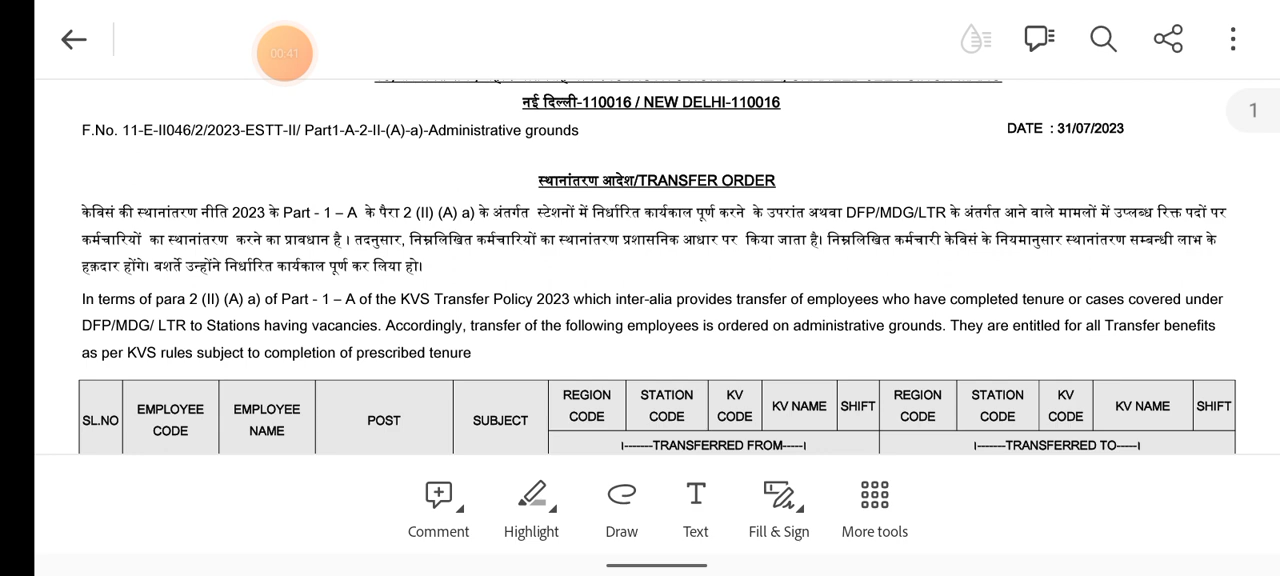 00:41
1
नई दिल्ली-110016 / NEW DELHI-110016
F.No. 11-E-II046/2/2023-ESTT-II/ Part1-A-2-II-(A)-a)-Administrative grounds
DATE : 31/07/2023
स्थानांतरण आदेश/TRANSFER ORDER
केविसं की स्थानांतरण नीति 2023 के Part - 1 – A के पैरा 2 (II) (A) a) के अंतर्गत स्टेशनों में निर्धारित कार्यकाल पूर्ण करने के उपरांत अथवा DFP/MDG/LTR के अंतर्गत आने वाले मामलों में उप्लब्ध रिक्त पदों पर
कर्मचारियों का स्थानांतरण करने का प्रावधान है । तदनुसार, निम्नलिखित कर्मचारियों का स्थानांतरण प्रशासनिक आधार पर किया जाता है। निम्नलिखित कर्मचारी केविसं के नियमानुसार स्थानांतरण सम्बन्धी लाभ के
हक़दार होंगे। बशर्ते उन्होंने निर्धारित कार्यकाल पूर्ण कर लिया हो।
In terms of para 2 (II) (A) a) of Part - 1 – A of the KVS Transfer Policy 2023 which inter-alia provides transfer of employees who have completed tenure or cases covered under
DFP/MDG/ LTR to Stations having vacancies. Accordingly, transfer of the following employees is ordered on administrative grounds. They are entitled for all Transfer benefits
as per KVS rules subject to completion of prescribed tenure
SL.NO EMPLOYEE CODE EMPLOYEE NAME POST SUBJECT REGION CODE STATION CODE KV CODE KV NAME SHIFT REGION CODE STATION CODE KV CODE KV NAME SHIFT
I-------TRANSFERRED FROM-----I I-------TRANSFERRED TO-----I
Comment Highlight Draw Text Fill & Sign More tools